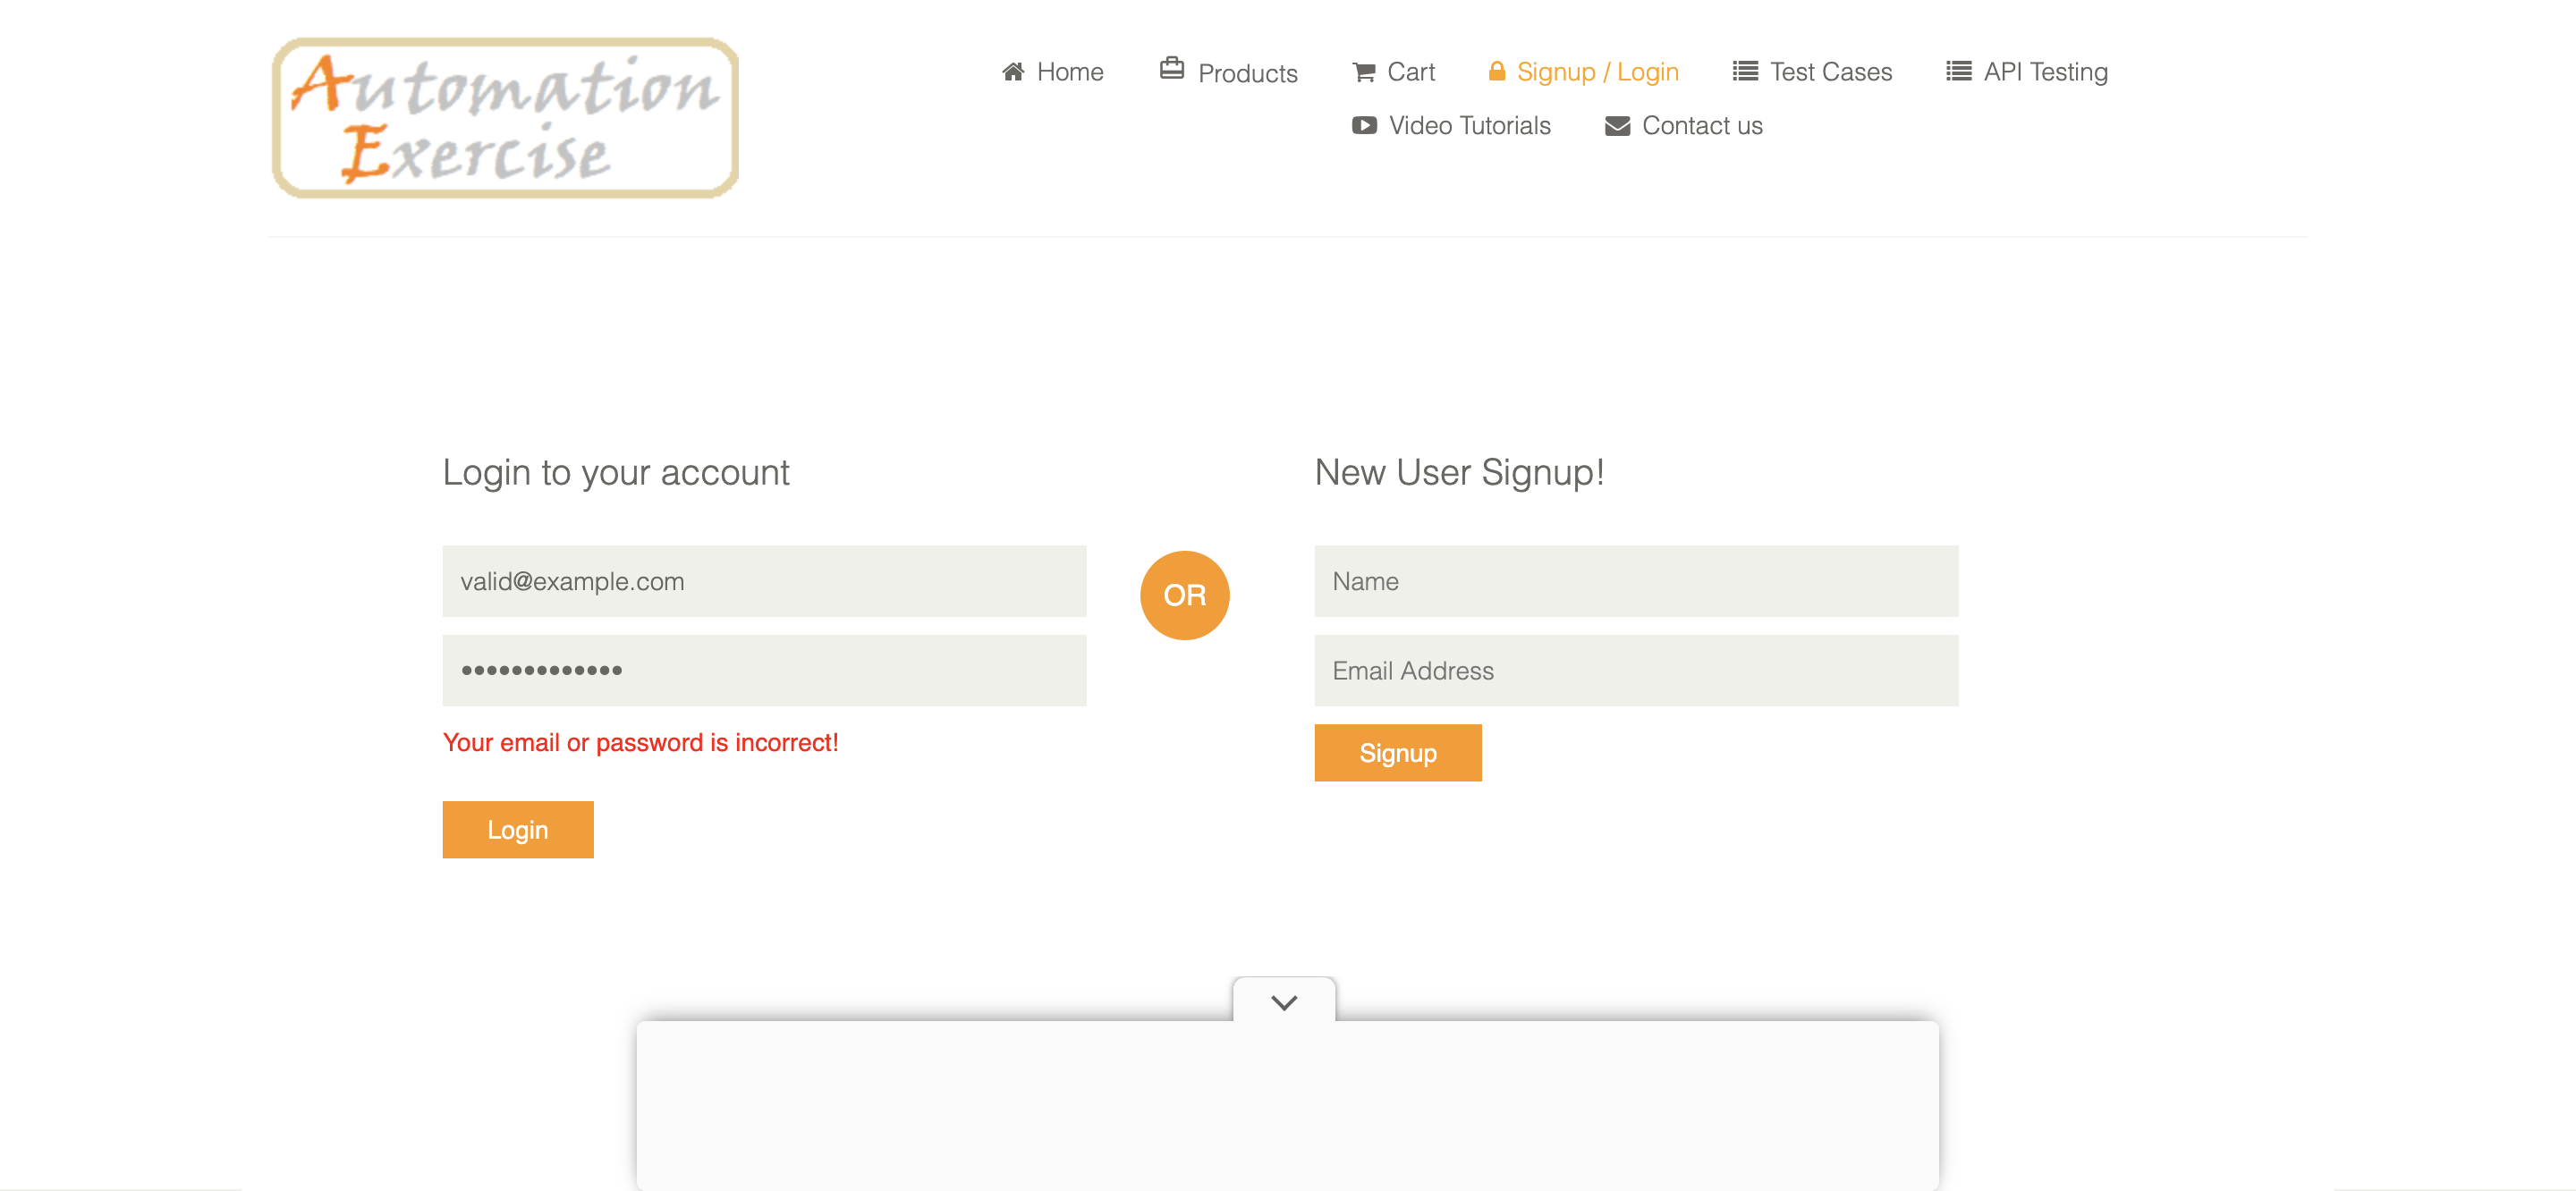 Automation
Exercise
Home Products Cart Signup / Login Test Cases API Testing
Video Tutorials Contact us
Login to your account
valid@example.com
•••••••••••••
Your email or password is incorrect!
Login
OR
New User Signup!
Name
Email Address
Signup